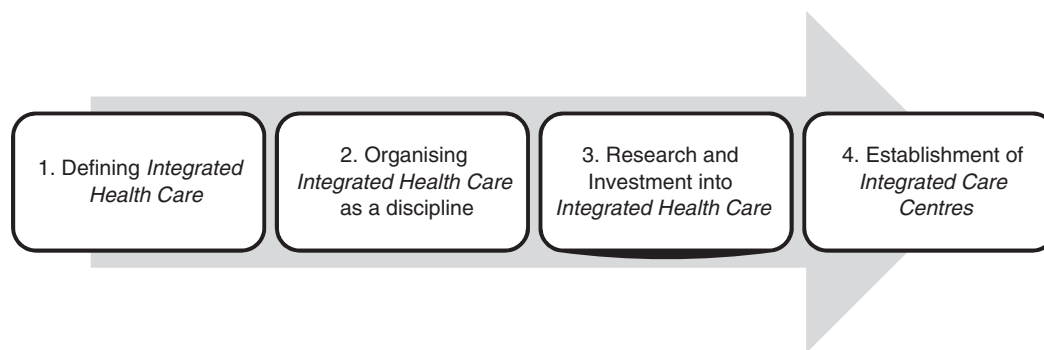 1. Defining Integrated
Health Care
2. Organising
Integrated Health Care
as a discipline
3. Research and
Investment into
Integrated Health Care
4. Establishment of
Integrated Care
Centres